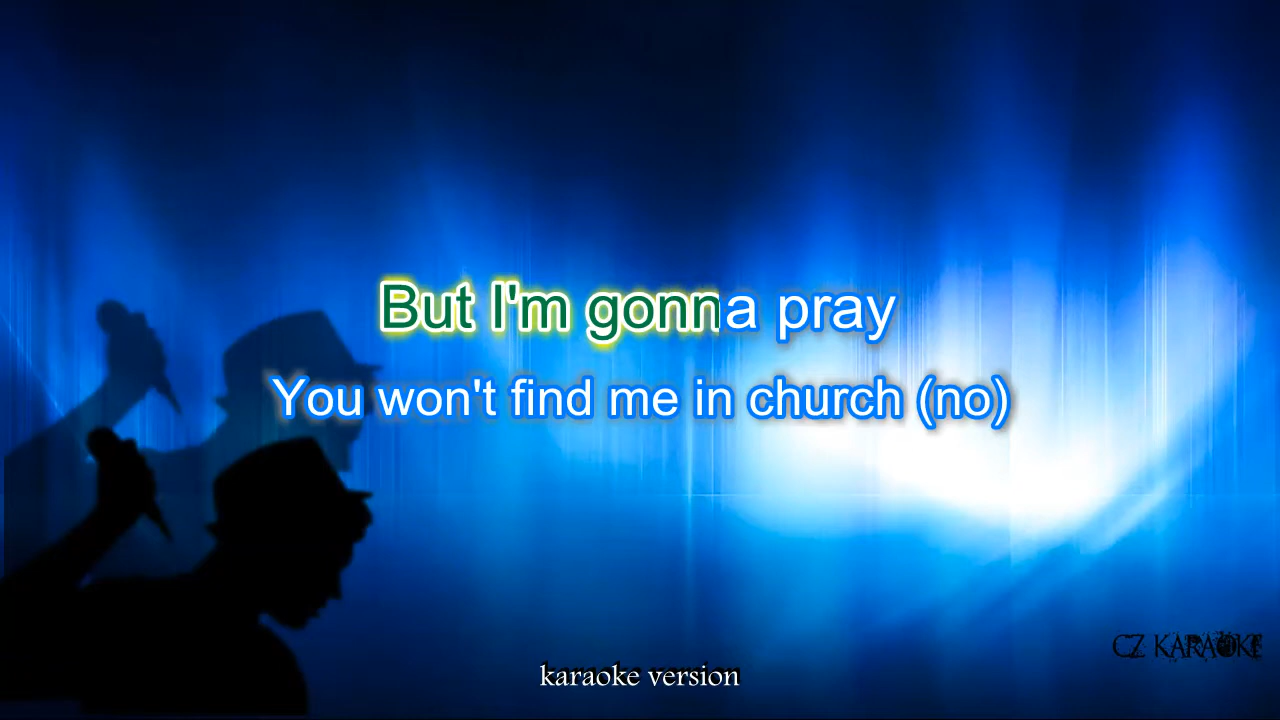 But I'm gonna pray
You won't find me in church (no)
CZ KARAOKE
karaoke version